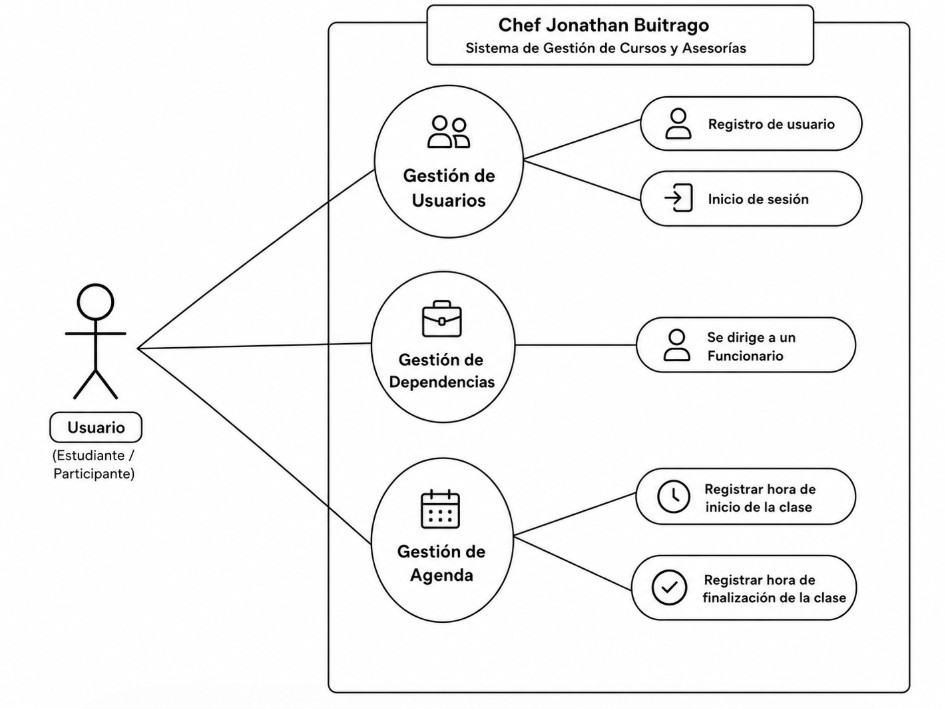 Chef Jonathan Buitrago
Sistema de Gestión de Cursos y Asesorías
Gestión de
Usuarios
Registro de usuario
Inicio de sesión
Gestión de
Dependencias
Se dirige a un
Funcionario
Usuario
(Estudiante /
Participante)
Gestión de
Agenda
Registrar hora de
inicio de la clase
Registrar hora de
finalización de la clase